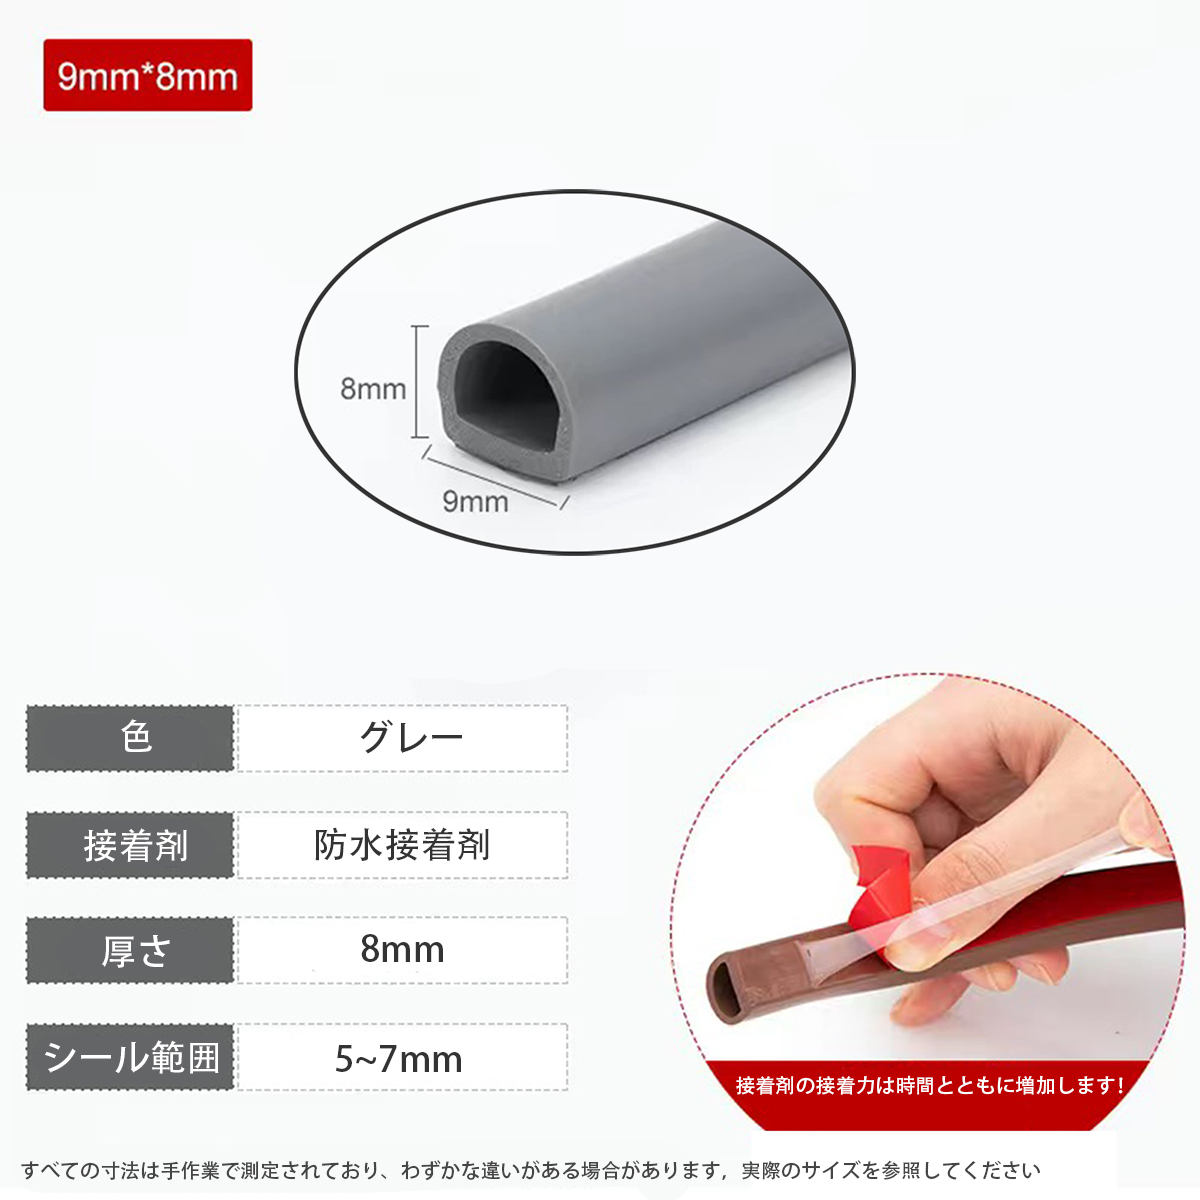 9mm*8mm
8mm
9mm
色
グレー
接着剤
防水接着剤
厚さ
8mm
シール範囲
5~7mm
接着剤の接着力は時間とともに増加します!
すべての寸法は手作業で測定されており、わずかな違いがある場合があります,実際のサイズを参照してください